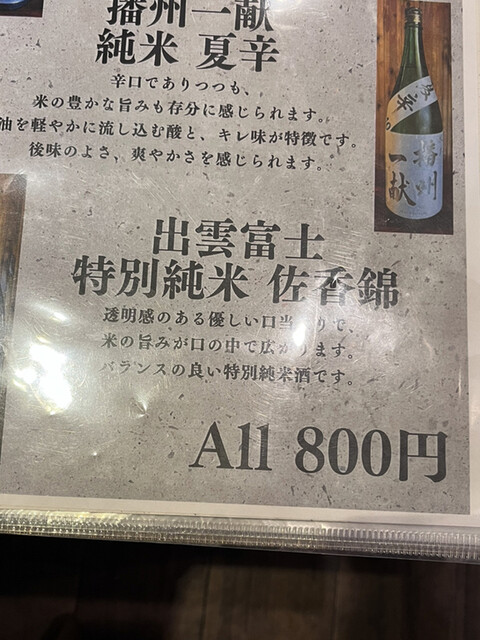 播州一献
純米 夏辛
辛口でありつつも、
米の豊かな旨みも存分に感じられます。
油を軽やかに流し込む酸と、キレ味が特徴です。
後味のよさ、爽やかさを感じられます。
播州
一献
出雲富士
特別純米 佐香錦
透明感のある優しい口当たりで、
米の旨みが口の中で広がります。
バランスの良い特別純米酒です。
All 800円